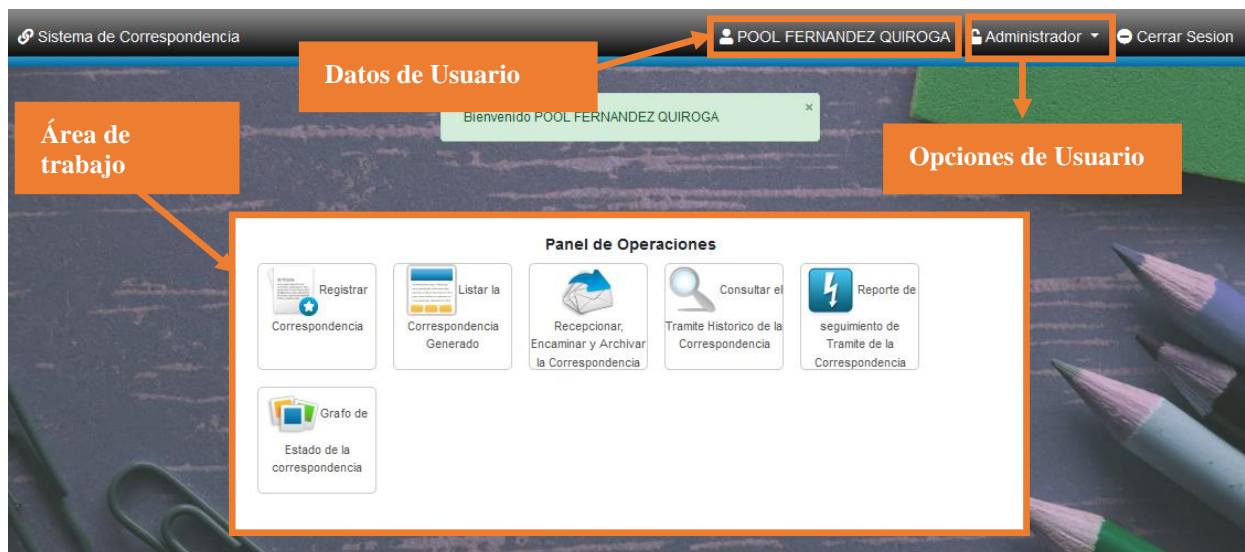 Sistema de Correspondencia
POOL FERNANDEZ QUIROGA
Administrador
Cerrar Sesion
Datos de Usuario
Bienvenido POOL FERNANDEZ QUIROGA
×
Área de
trabajo
Opciones de Usuario
Panel de Operaciones
Registrar
Correspondencia
Listar la
Correspondencia
Generado
Recepcionar,
Encaminar y Archivar
la Correspondencia
Consultar el
Tramite Historico de la
Correspondencia
Reporte de
seguimiento de
Tramite de la
Correspondencia
Grafo de
Estado de la
correspondencia